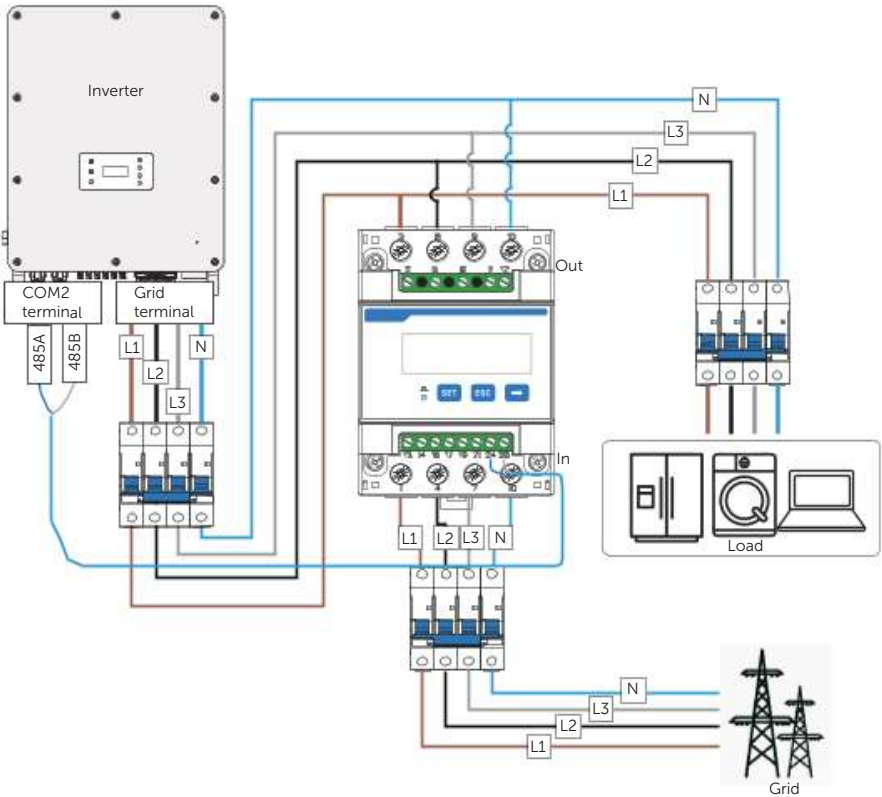 Inverter
N
L3
L2
L1
Out
COM2
terminal
Grid
terminal
485A
485B
L1
L2
L3
N
SET
ESC
In
L1
L2
L3
N
Load
N
L3
L2
L1
Grid